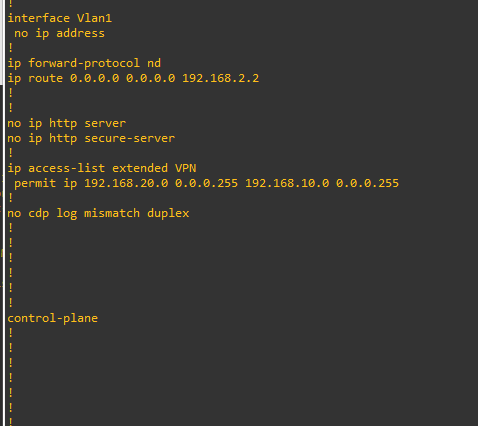 !
interface Vlan1
 no ip address
!
ip forward-protocol nd
ip route 0.0.0.0 0.0.0.0 192.168.2.2
!
!
no ip http server
no ip http secure-server
!
ip access-list extended VPN
 permit ip 192.168.20.0 0.0.0.255 192.168.10.0 0.0.0.255
!
no cdp log mismatch duplex
!
!
!
!
!
!
control-plane
!
!
!
!
!
!
!